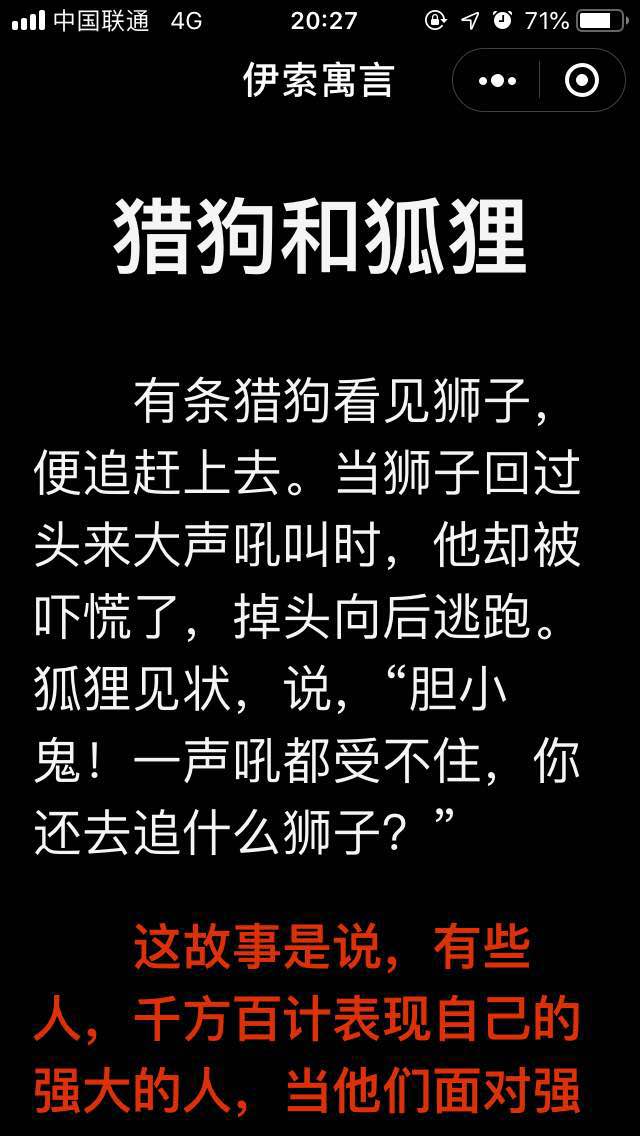 中国联通 4G 20:27 71%
伊索寓言
猎狗和狐狸
有条猎狗看见狮子，
便追赶上去。当狮子回过
头来大声吼叫时，他却被
吓慌了，掉头向后逃跑。
狐狸见状，说，“胆小
鬼！一声吼都受不住，你
还去追什么狮子？”
这故事是说，有些
人，千方百计表现自己的
强大的人，当他们面对强